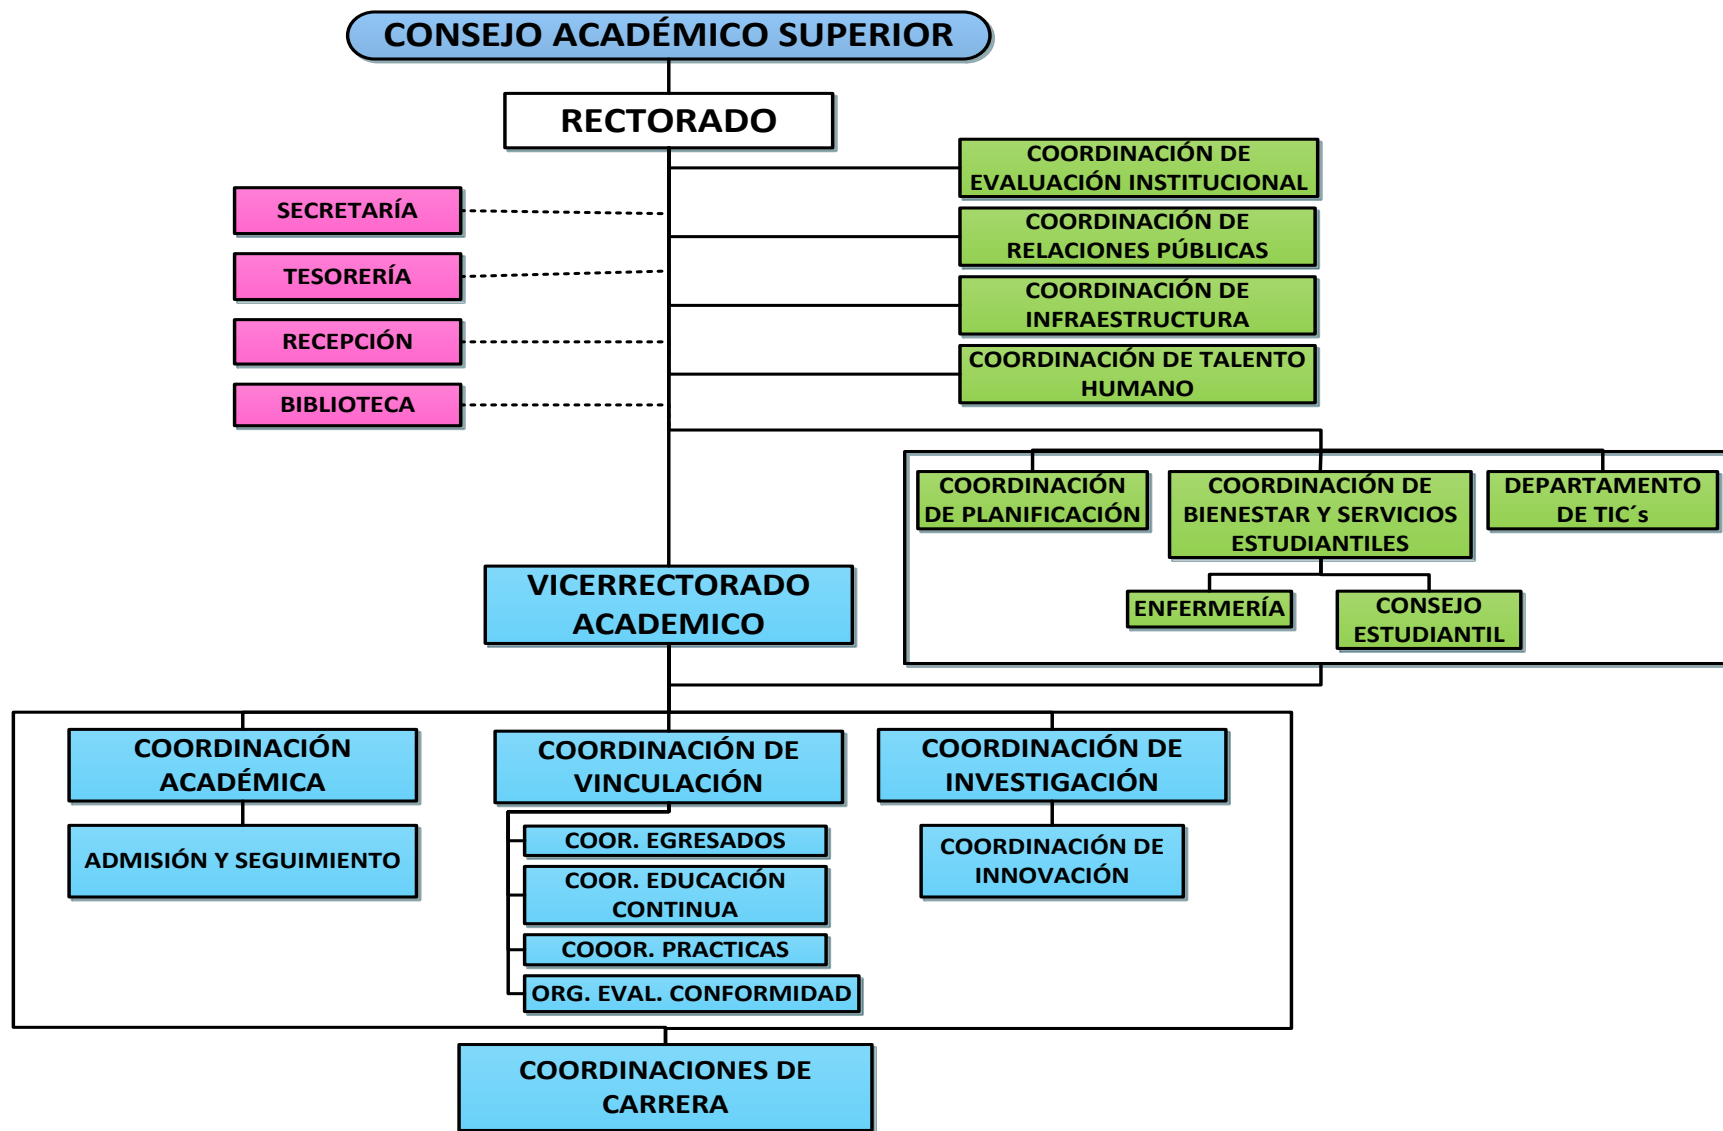 CONSEJO ACADÉMICO SUPERIOR
RECTORADO
COORDINACIÓN DE
EVALUACIÓN INSTITUCIONAL
SECRETARÍA
COORDINACIÓN DE
RELACIONES PÚBLICAS
TESORERÍA
COORDINACIÓN DE
INFRAESTRUCTURA
RECEPCIÓN
COORDINACIÓN DE TALENTO
HUMANO
BIBLIOTECA
COORDINACIÓN
DE PLANIFICACIÓN
COORDINACIÓN DE
BIENESTAR Y SERVICIOS
ESTUDIANTILES
DEPARTAMENTO
DE TIC´s
ENFERMERÍA
CONSEJO
ESTUDIANTIL
VICERRECTORADO
ACADEMICO
COORDINACIÓN
ACADÉMICA
COORDINACIÓN DE
VINCULACIÓN
COORDINACIÓN DE
INVESTIGACIÓN
ADMISIÓN Y SEGUIMIENTO
COOR. EGRESADOS
COOR. EDUCACIÓN
CONTINUA
COOOR. PRACTICAS
ORG. EVAL. CONFORMIDAD
COORDINACIÓN DE
INNOVACIÓN
COORDINACIONES DE
CARRERA